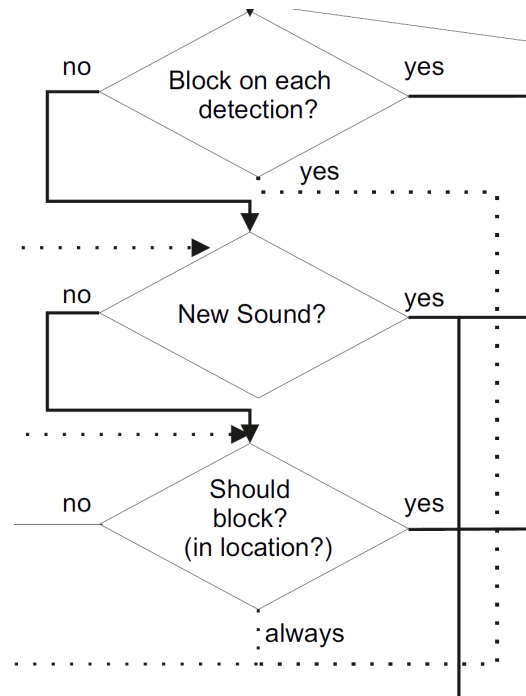 no
yes
Block on each
detection?
yes
no
yes
New Sound?
no
yes
Should
block?
(in location?)
always